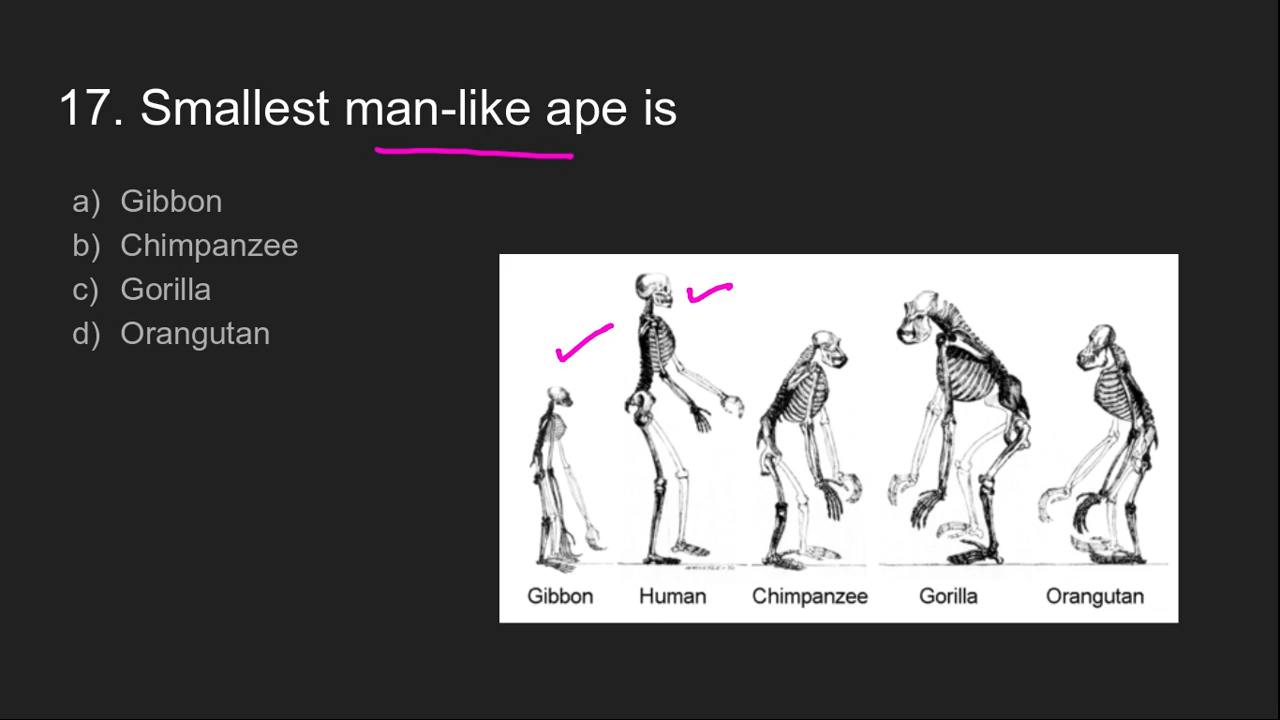 17. Smallest man-like ape is
a) Gibbon
b) Chimpanzee
c) Gorilla
d) Orangutan
Gibbon Human Chimpanzee Gorilla Orangutan